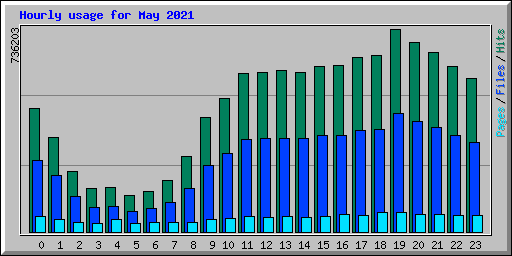 Hourly usage for May 2021
736203
Pages/Files/Hits
0 1 2 3 4 5 6 7 8 9 10 11 12 13 14 15 16 17 18 19 20 21 22 23